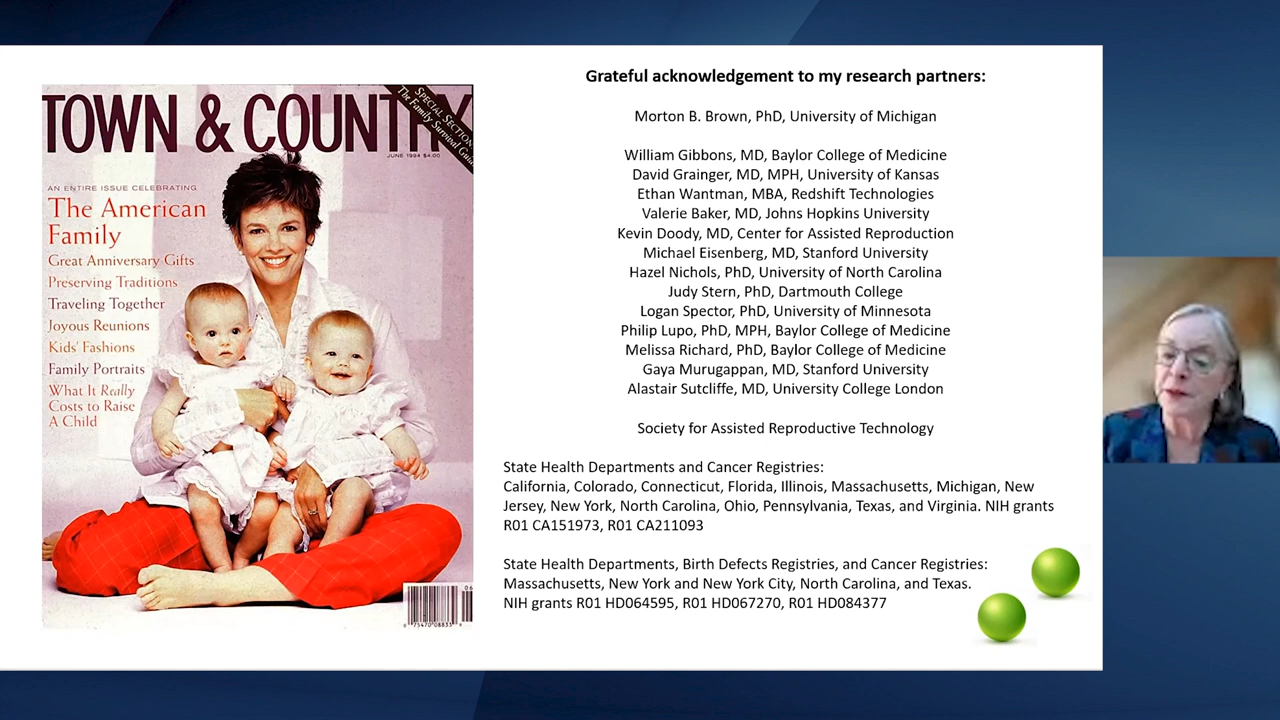 TOWN & COUNTRY
SPECIAL SECTION
The Family Survival Guide
JUNE 1994 $4.00
AN ENTIRE ISSUE CELEBRATING
The American
Family
Great Anniversary Gifts
Preserving Traditions
Traveling Together
Joyous Reunions
Kids' Fashions
Family Portraits
What It Really
Costs to Raise
A Child
Grateful acknowledgement to my research partners:
Morton B. Brown, PhD, University of Michigan
William Gibbons, MD, Baylor College of Medicine
David Grainger, MD, MPH, University of Kansas
Ethan Wantman, MBA, Redshift Technologies
Valerie Baker, MD, Johns Hopkins University
Kevin Doody, MD, Center for Assisted Reproduction
Michael Eisenberg, MD, Stanford University
Hazel Nichols, PhD, University of North Carolina
Judy Stern, PhD, Dartmouth College
Logan Spector, PhD, University of Minnesota
Philip Lupo, PhD, MPH, Baylor College of Medicine
Melissa Richard, PhD, Baylor College of Medicine
Gaya Murugappan, MD, Stanford University
Alastair Sutcliffe, MD, University College London
Society for Assisted Reproductive Technology
State Health Departments and Cancer Registries:
California, Colorado, Connecticut, Florida, Illinois, Massachusetts, Michigan, New
Jersey, New York, North Carolina, Ohio, Pennsylvania, Texas, and Virginia. NIH grants
R01 CA151973, R01 CA211093
State Health Departments, Birth Defects Registries, and Cancer Registries:
Massachusetts, New York and New York City, North Carolina, and Texas.
NIH grants R01 HD064595, R01 HD067270, R01 HD084377